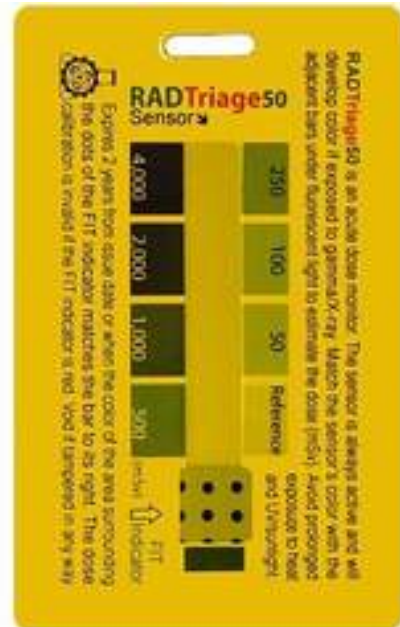 RADTriage50 is an acute dose monitor. The sensor is always active and will
develop color if exposed to gamma/Xray. Match the sensor's color with the
adjacent bars under fluorescent light to estimate the dose (mSv). Avoid prolonged
exposure to heat
and UV/sunlight
RADTriage50
Sensor
250
100
50
Reference
4,000
2,000
1,000
500
(mSv)
FIT
Indicator
Expires 2 years from issue date or when the color of the area surrounding
the dots of the FIT indicator matches the bar to its right. The dose
calibration is invalid if the FIT indicator is red. Void if tampered in any way